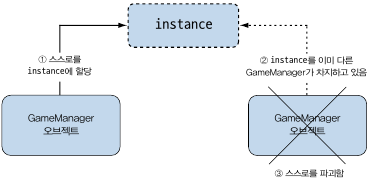 instance
① 스스로를
instance에 할당
② instance를 이미 다른
GameManager가 차지하고 있음
GameManager
오브젝트
GameManager
오브젝트
③ 스스로를 파괴함